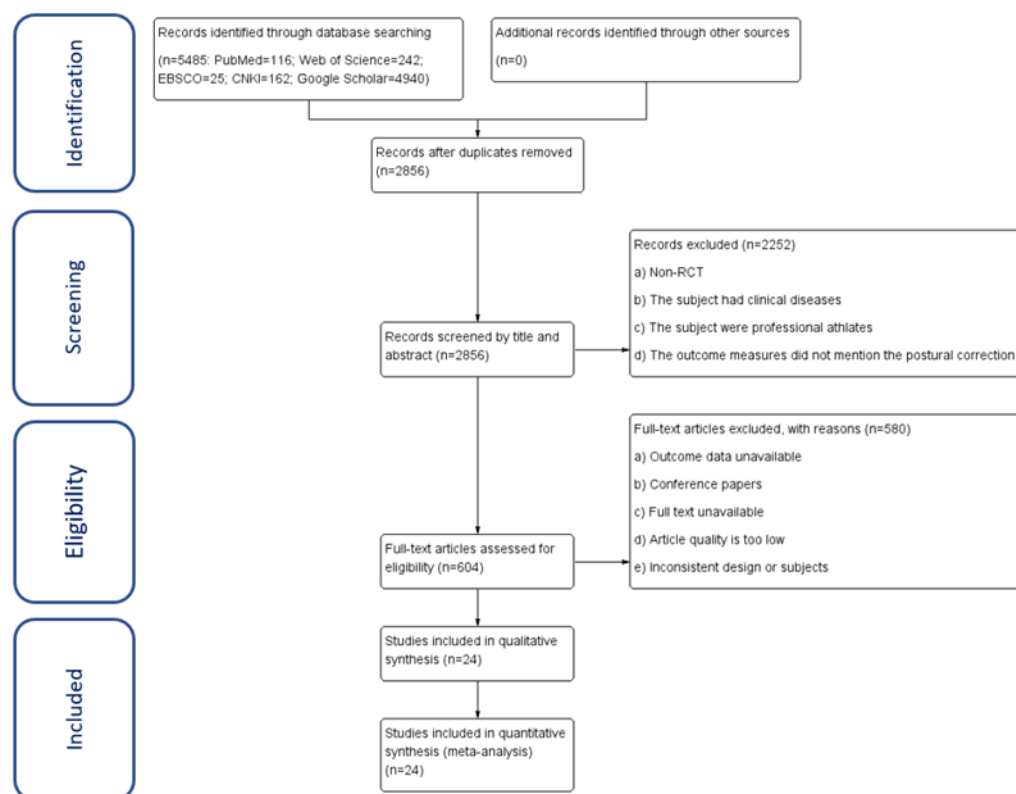 Identification
Records identified through database searching
(n=5485: PubMed=116; Web of Science=242;
EBSCO=25; CNKI=162; Google Scholar=4940)
Additional records identified through other sources
(n=0)
Records after duplicates removed
(n=2856)
Screening
Records screened by title and
abstract (n=2856)
Records excluded (n=2252)
a) Non-RCT
b) The subject had clinical diseases
c) The subject were professional athlates
d) The outcome measures did not mention the postural correction
Eligibility
Full-text articles assessed for
eligibility (n=604)
Full-text articles excluded, with reasons (n=580)
a) Outcome data unavailable
b) Conference papers
c) Full text unavailable
d) Article quality is too low
e) Inconsistent design or subjects
Included
Studies included in qualitative
synthesis (n=24)
Studies included in quantitative
synthesis (meta-analysis)
(n=24)